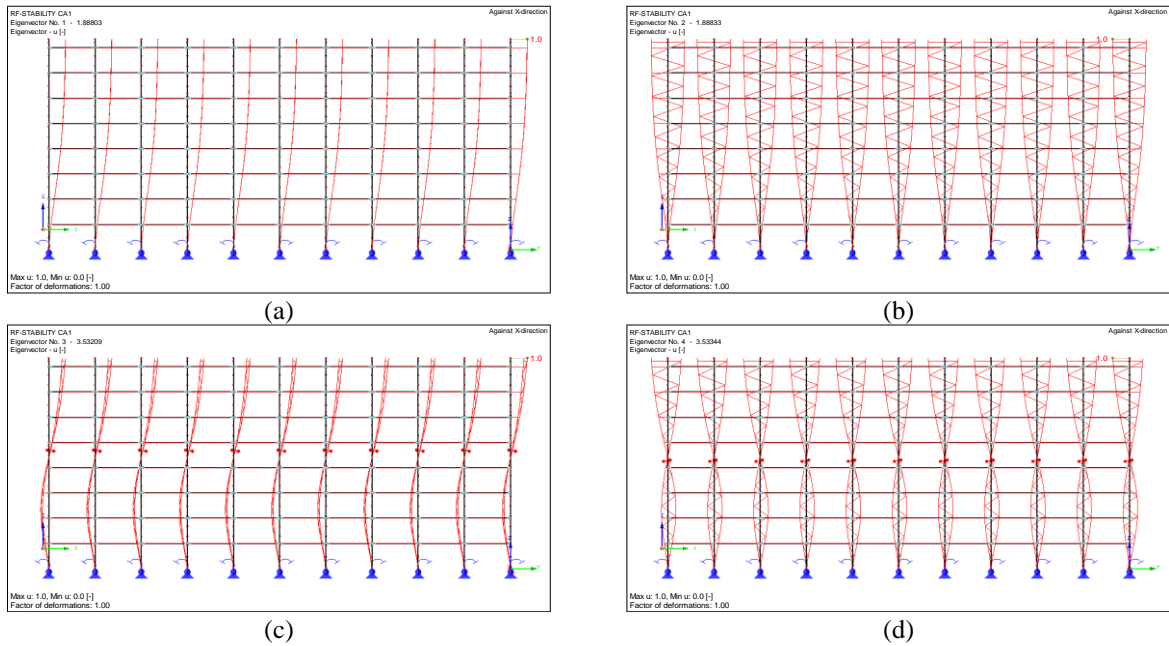 RF-STABILITY CA1
Against X-direction
Eigenvector No. 1 - 1.88803
Eigenvector - u [-]
1.0
Z
Y
Max u: 1.0, Min u: 0.0 [-]
Factor of deformations: 1.00
(a)
RF-STABILITY CA1
Against X-direction
Eigenvector No. 2 - 1.88833
Eigenvector - u [-]
1.0
Z
Y
Max u: 1.0, Min u: 0.0 [-]
Factor of deformations: 1.00
(b)
RF-STABILITY CA1
Against X-direction
Eigenvector No. 3 - 3.53209
Eigenvector - u [-]
1.0
Z
Y
Max u: 1.0, Min u: 0.0 [-]
Factor of deformations: 1.00
(c)
RF-STABILITY CA1
Against X-direction
Eigenvector No. 4 - 3.53344
Eigenvector - u [-]
1.0
Z
Y
Max u: 1.0, Min u: 0.0 [-]
Factor of deformations: 1.00
(d)